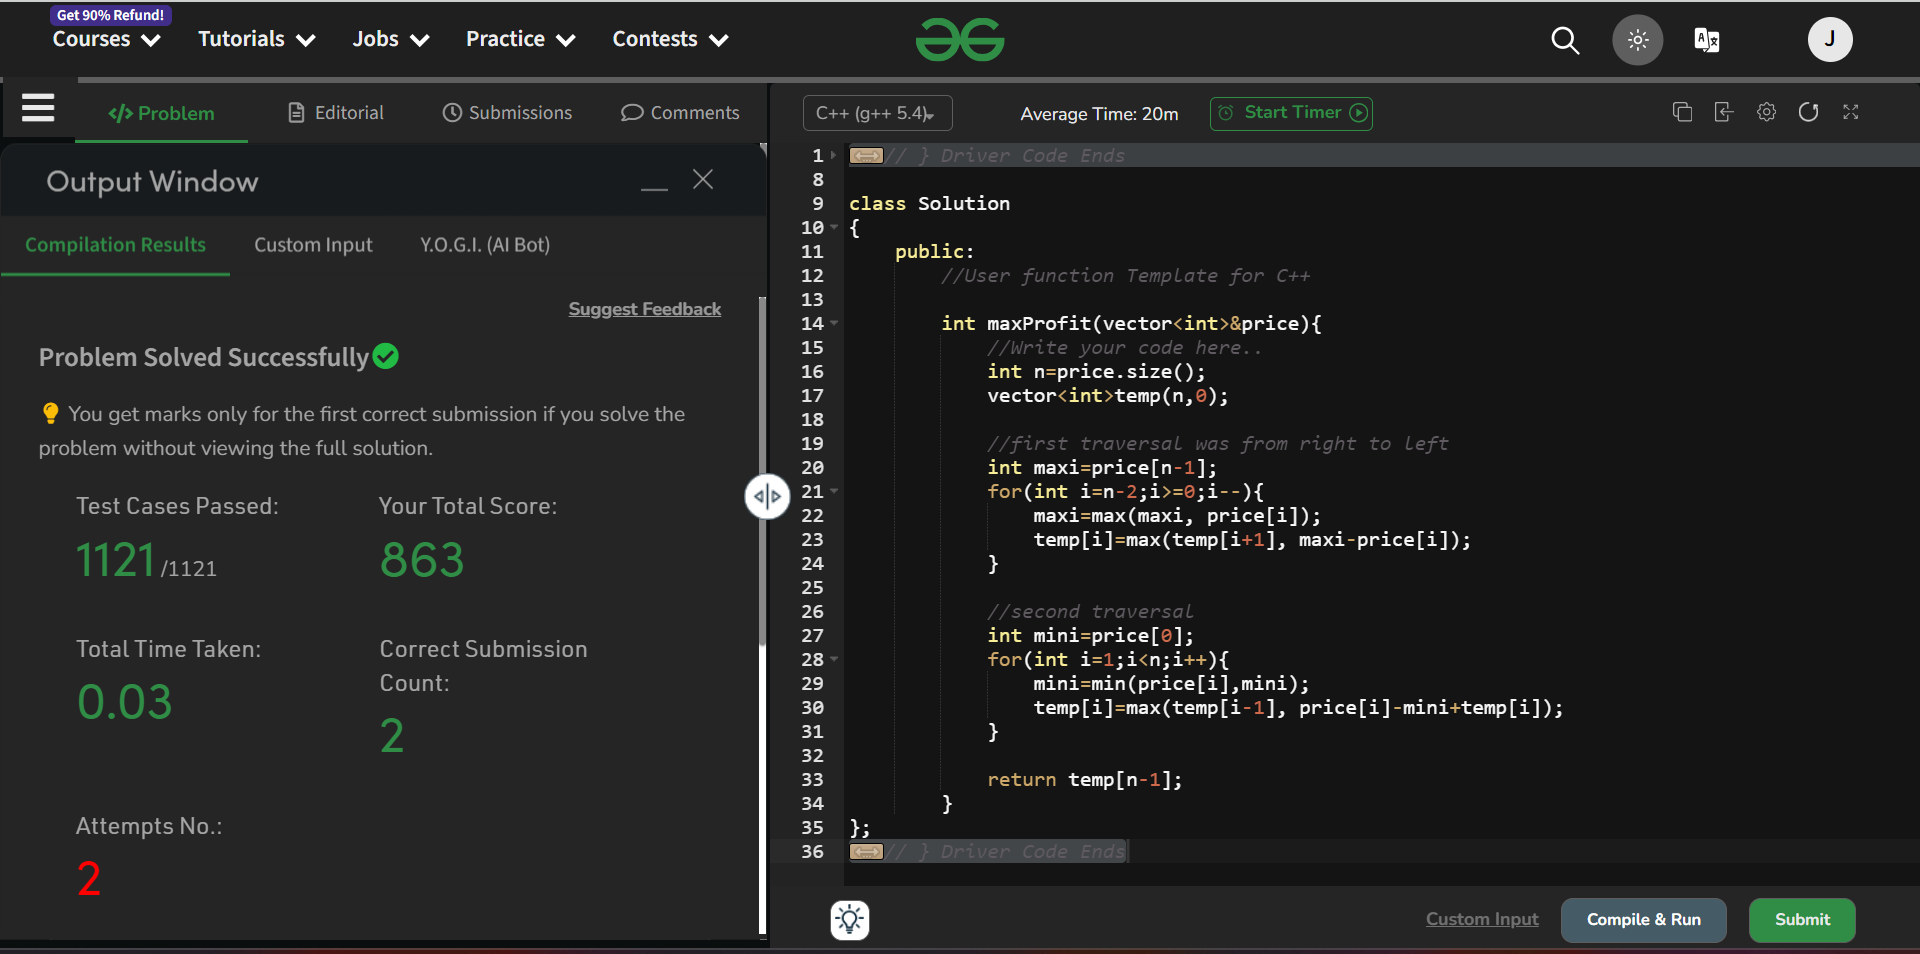 Get 90% Refund!
Courses Tutorials Jobs Practice Contests
J
</> Problem Editorial Submissions Comments
Output Window
Compilation Results Custom Input Y.O.G.I. (AI Bot)
Suggest Feedback
Problem Solved Successfully
You get marks only for the first correct submission if you solve the
problem without viewing the full solution.
Test Cases Passed: Your Total Score:
1121 /1121 863
Total Time Taken: Correct Submission
Count:
0.03 2
Attempts No.:
2
C++ (g++ 5.4) Average Time: 20m Start Timer
1 // } Driver Code Ends
8
9 class Solution
10 {
11 public:
12 //User function Template for C++
13
14 int maxProfit(vector<int>&price){
15 //Write your code here..
16 int n=price.size();
17 vector<int>temp(n,0);
18
19 //first traversal was from right to left
20 int maxi=price[n-1];
21 for(int i=n-2;i>=0;i--){
22 maxi=max(maxi, price[i]);
23 temp[i]=max(temp[i+1], maxi-price[i]);
24 }
25
26 //second traversal
27 int mini=price[0];
28 for(int i=1;i<n;i++){
29 mini=min(price[i],mini);
30 temp[i]=max(temp[i-1], price[i]-mini+temp[i]);
31 }
32
33 return temp[n-1];
34 }
35 };
36 // } Driver Code Ends
Custom Input Compile & Run Submit